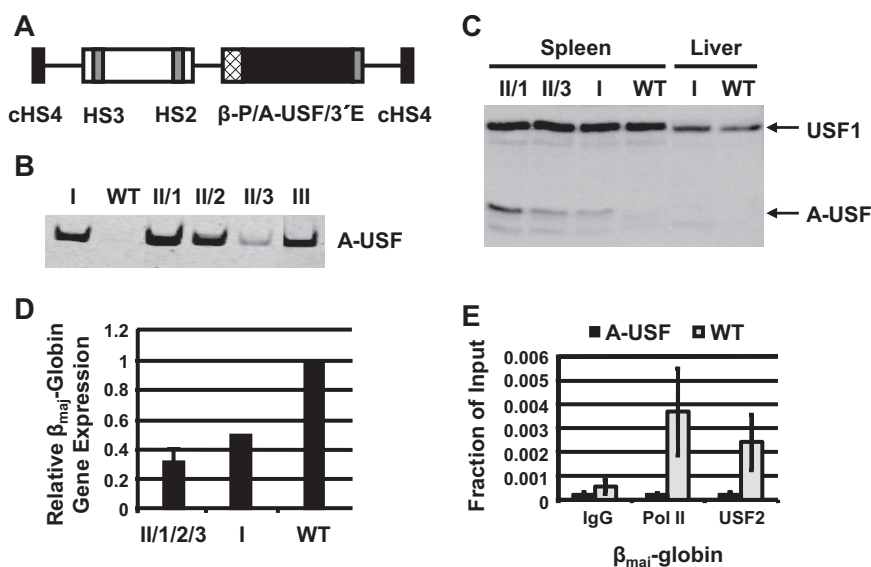 A
cHS4 HS3 HS2 β-P/A-USF/3´E cHS4
B
I WT II/1 II/2 II/3 III
A-USF
C
Spleen Liver
II/1 II/3 I WT I WT
USF1
A-USF
D
Relative βmaj-Globin
Gene Expression
1.2
1
0.8
0.6
0.4
0.2
0
II/1/2/3 I WT
E
A-USF WT
Fraction of Input
0.006
0.005
0.004
0.003
0.002
0.001
0
IgG Pol II USF2
βmaj-globin